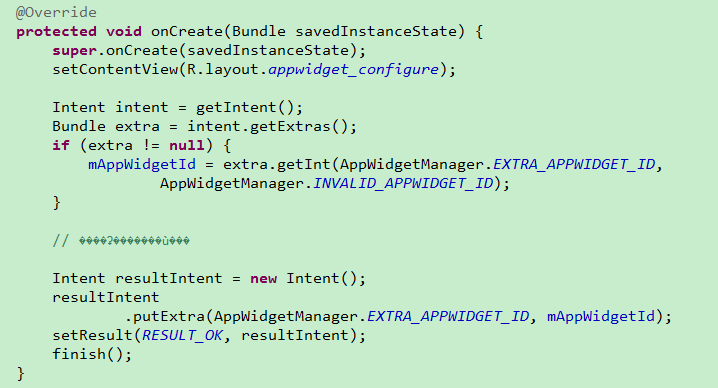 @Override
protected void onCreate(Bundle savedInstanceState) {
super.onCreate(savedInstanceState);
setContentView(R.layout.appwidget_configure);
Intent intent = getIntent();
Bundle extra = intent.getExtras();
if (extra != null) {
mAppWidgetId = extra.getInt(AppWidgetManager.EXTRA_APPWIDGET_ID,
AppWidgetManager.INVALID_APPWIDGET_ID);
}
//
Intent resultIntent = new Intent();
resultIntent
.putExtra(AppWidgetManager.EXTRA_APPWIDGET_ID, mAppWidgetId);
setResult(RESULT_OK, resultIntent);
finish();
}